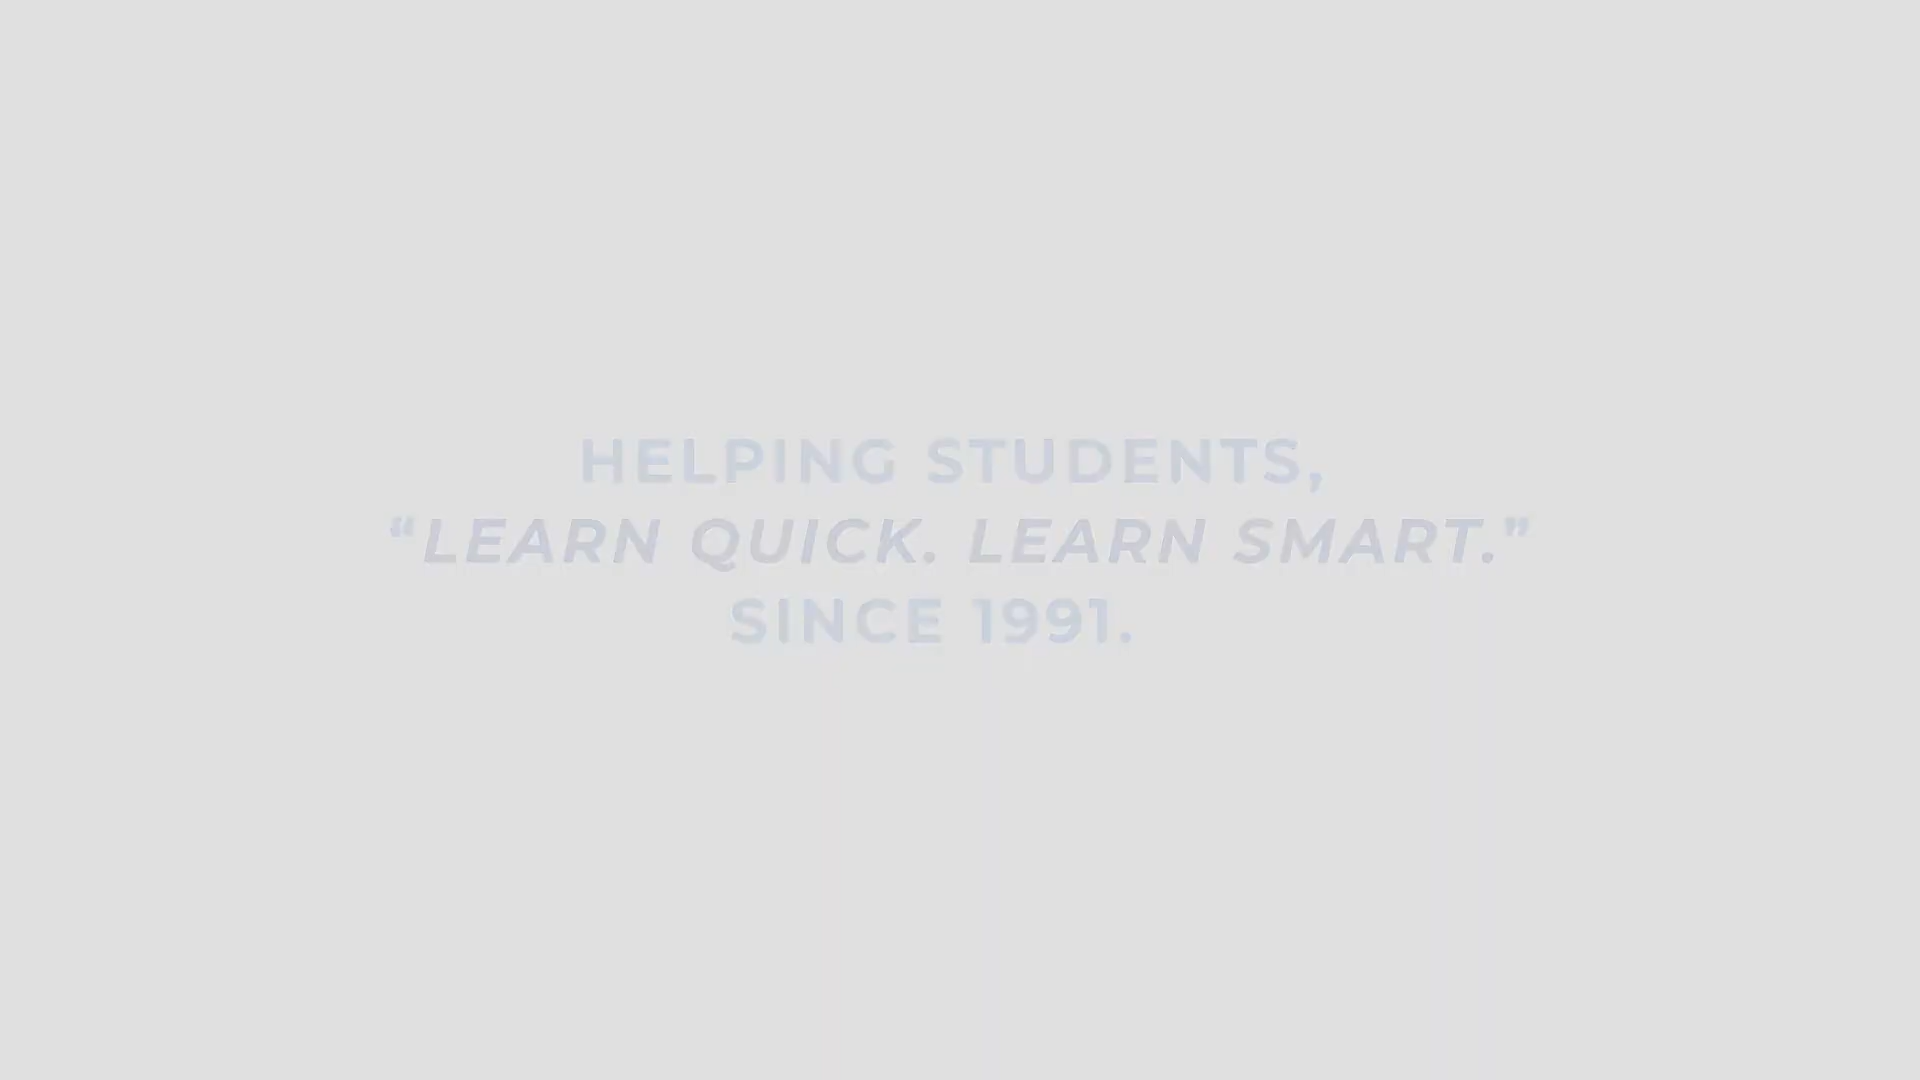 HELPING STUDENTS,
“LEARN QUICK. LEARN SMART.”
SINCE 1991.